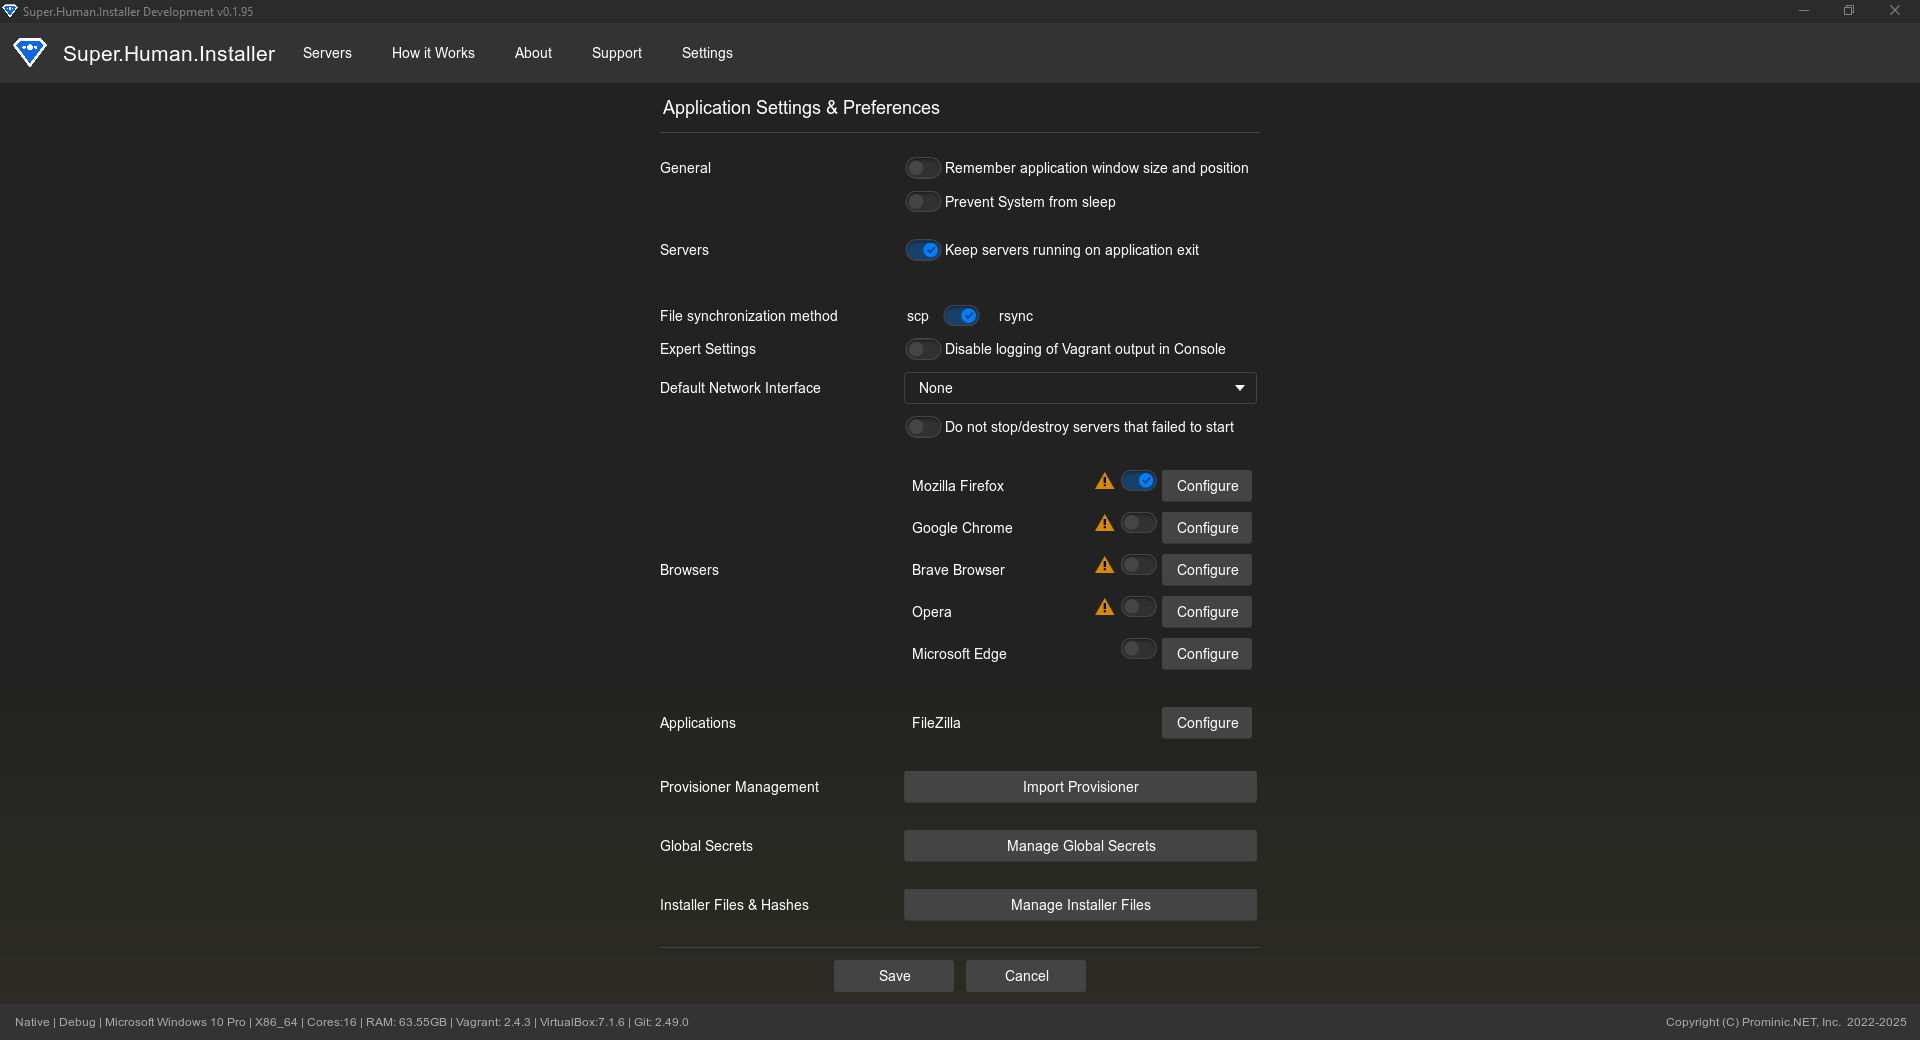 Super.Human.Installer Development v0.1.95
Super.Human.Installer Servers How it Works About Support Settings
Application Settings & Preferences
General Remember application window size and position
Prevent System from sleep
Servers Keep servers running on application exit
File synchronization method scp rsync
Expert Settings Disable logging of Vagrant output in Console
Default Network Interface None
Do not stop/destroy servers that failed to start
Mozilla Firefox Configure
Google Chrome Configure
Browsers Brave Browser Configure
Opera Configure
Microsoft Edge Configure
Applications FileZilla Configure
Provisioner Management Import Provisioner
Global Secrets Manage Global Secrets
Installer Files & Hashes Manage Installer Files
Save Cancel
Native | Debug | Microsoft Windows 10 Pro | X86_64 | Cores:16 | RAM: 63.55GB | Vagrant: 2.4.3 | VirtualBox:7.1.6 | Git: 2.49.0 Copyright (C) Prominic.NET, Inc. 2022-2025